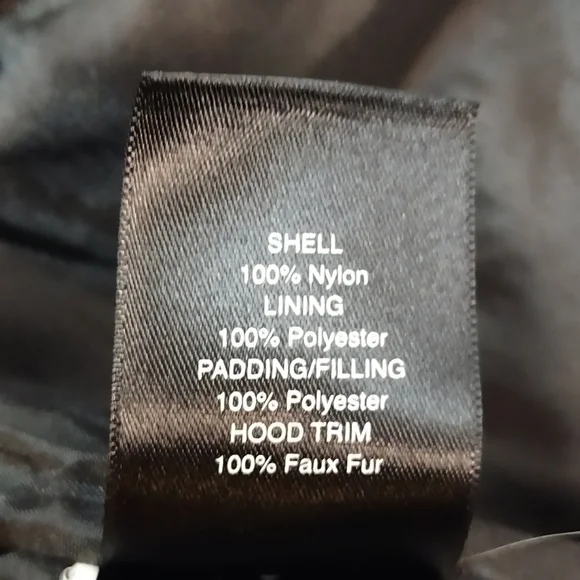 SHELL
100% Nylon
LINING
100% Polyester
PADDING/FILLING
100% Polyester
HOOD TRIM
100% Faux Fur